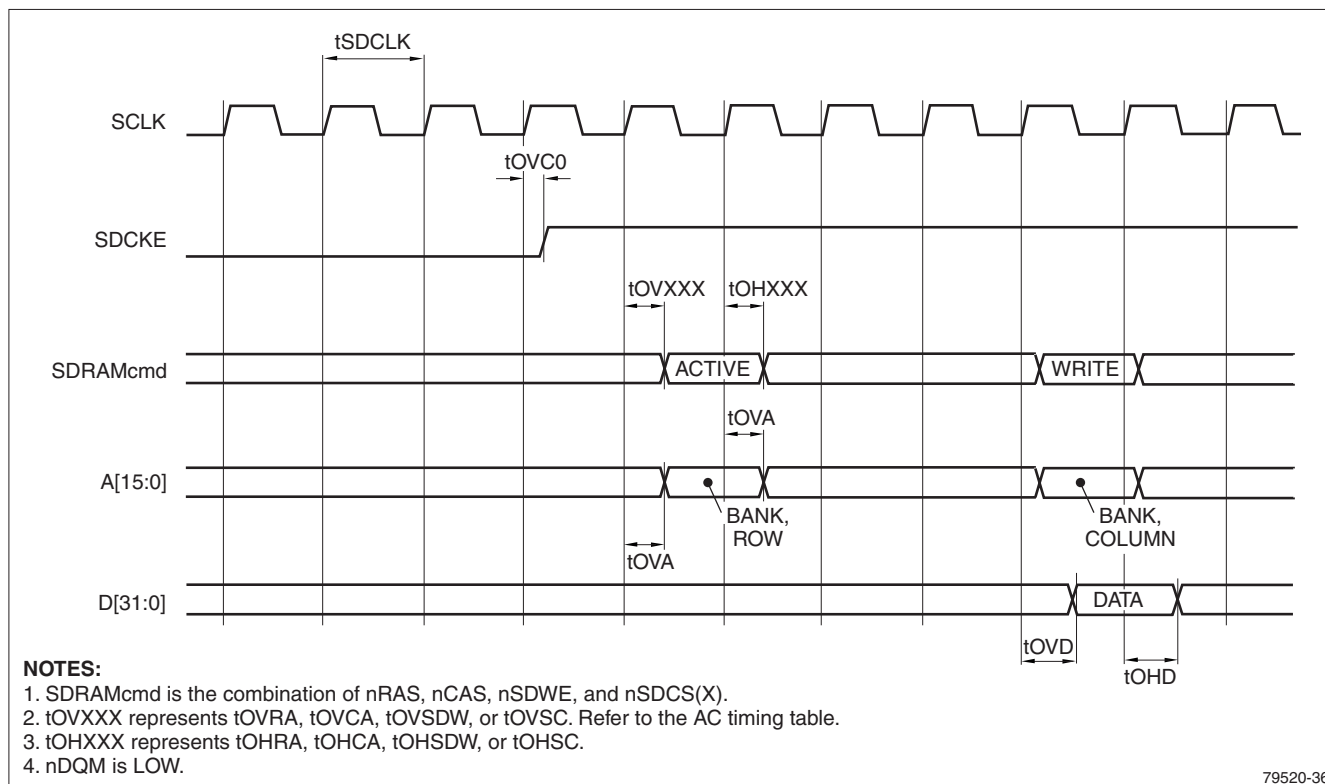 tSDCLK
SCLK
tOVC0
SDCKE
tOVXXX
tOHXXX
SDRAMcmd
ACTIVE
WRITE
tOVA
A[15:0]
BANK,
ROW
BANK,
COLUMN
tOVA
D[31:0]
DATA
tOVD
tOHD
NOTES:
1. SDRAMcmd is the combination of nRAS, nCAS, nSDWE, and nSDCS(X).
2. tOVXXX represents tOVRA, tOVCA, tOVSDW, or tOVSC. Refer to the AC timing table.
3. tOHXXX represents tOHRA, tOHCA, tOHSDW, or tOHSC.
4. nDQM is LOW.
79520-36